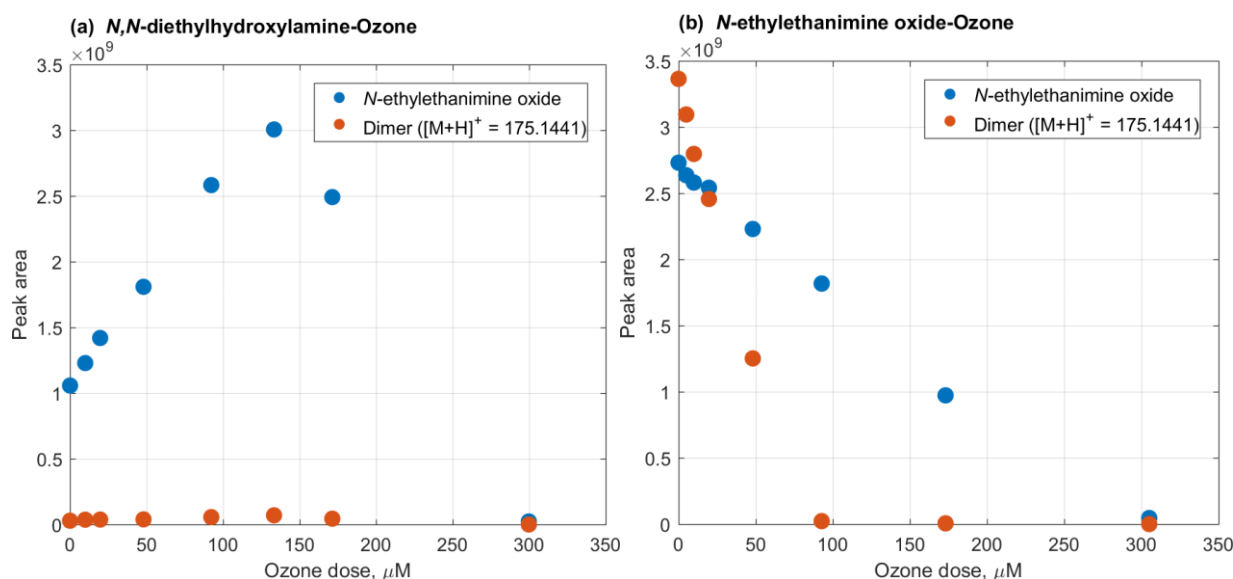 (a) N,N-diethylhydroxylamine-Ozone
×10⁹
3.5
3
2.5
2
1.5
1
0.5
0
Peak area
N-ethylethanimine oxide
Dimer ([M+H]⁺ = 175.1441)
0 50 100 150 200 250 300 350
Ozone dose, μM
(b) N-ethylethanimine oxide-Ozone
×10⁹
3.5
3
2.5
2
1.5
1
0.5
0
Peak area
N-ethylethanimine oxide
Dimer ([M+H]⁺ = 175.1441)
0 50 100 150 200 250 300 350
Ozone dose, μM